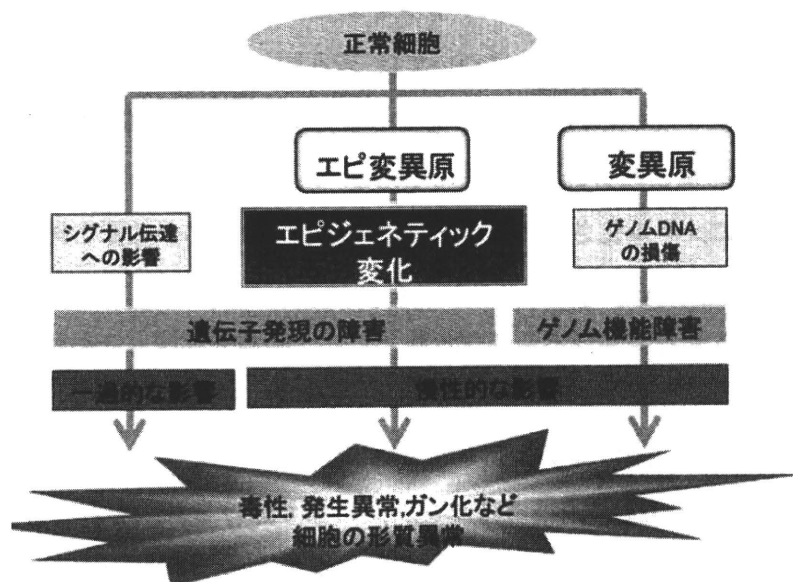 正常細胞
エピ変異原
変異原
シグナル伝達
への影響
エピジェネティック
変化
ゲノムDNA
の損傷
遺伝子発現の障害
ゲノム機能障害
一過的な影響
慢性的な影響
毒性, 発生異常,ガン化など
細胞の形質異常